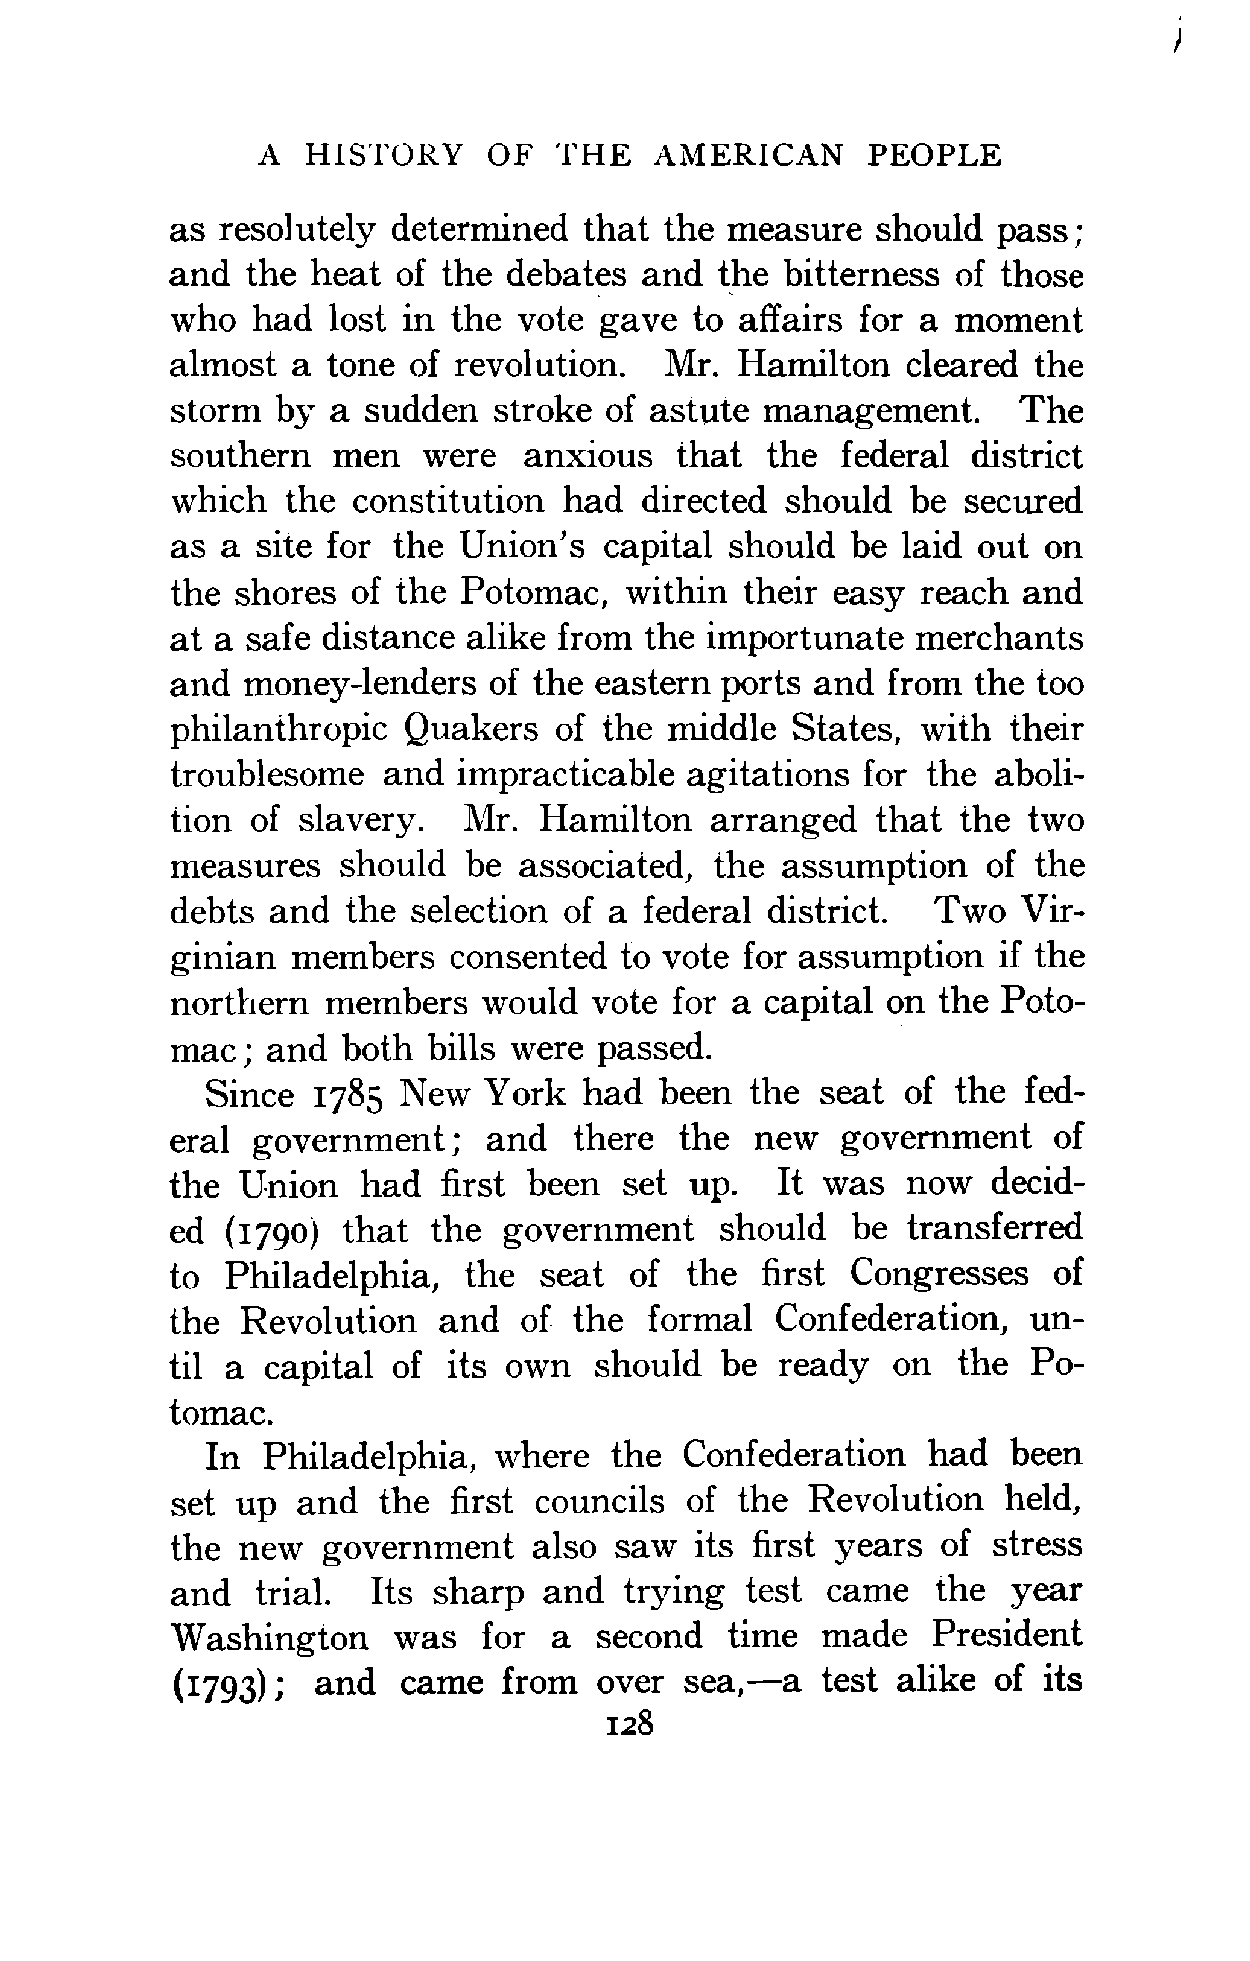 A HISTORY OF THE AMERICAN PEOPLE
as resolutely determined that the measure should pass;
and the heat of the debates and the bitterness of those
who had lost in the vote gave to affairs for a moment
almost a tone of revolution. Mr. Hamilton cleared the
storm by a sudden stroke of astute management. The
southern men were anxious that the federal district
which the constitution had directed should be secured
as a site for the Union's capital should be laid out on
the shores of the Potomac, within their easy reach and
at a safe distance alike from the importunate merchants
and money-lenders of the eastern ports and from the too
philanthropic Quakers of the middle States, with their
troublesome and impracticable agitations for the aboli-
tion of slavery. Mr. Hamilton arranged that the two
measures should be associated, the assumption of the
debts and the selection of a federal district. Two Vir-
ginian members consented to vote for assumption if the
northern members would vote for a capital on the Poto-
mac; and both bills were passed.
Since 1785 New York had been the seat of the fed-
eral government; and there the new government of
the Union had first been set up. It was now decid-
ed (1790) that the government should be transferred
to Philadelphia, the seat of the first Congresses of
the Revolution and of the formal Confederation, un-
til a capital of its own should be ready on the Po-
tomac.
In Philadelphia, where the Confederation had been
set up and the first councils of the Revolution held,
the new government also saw its first years of stress
and trial. Its sharp and trying test came the year
Washington was for a second time made President
(1793); and came from over sea,—a test alike of its
128